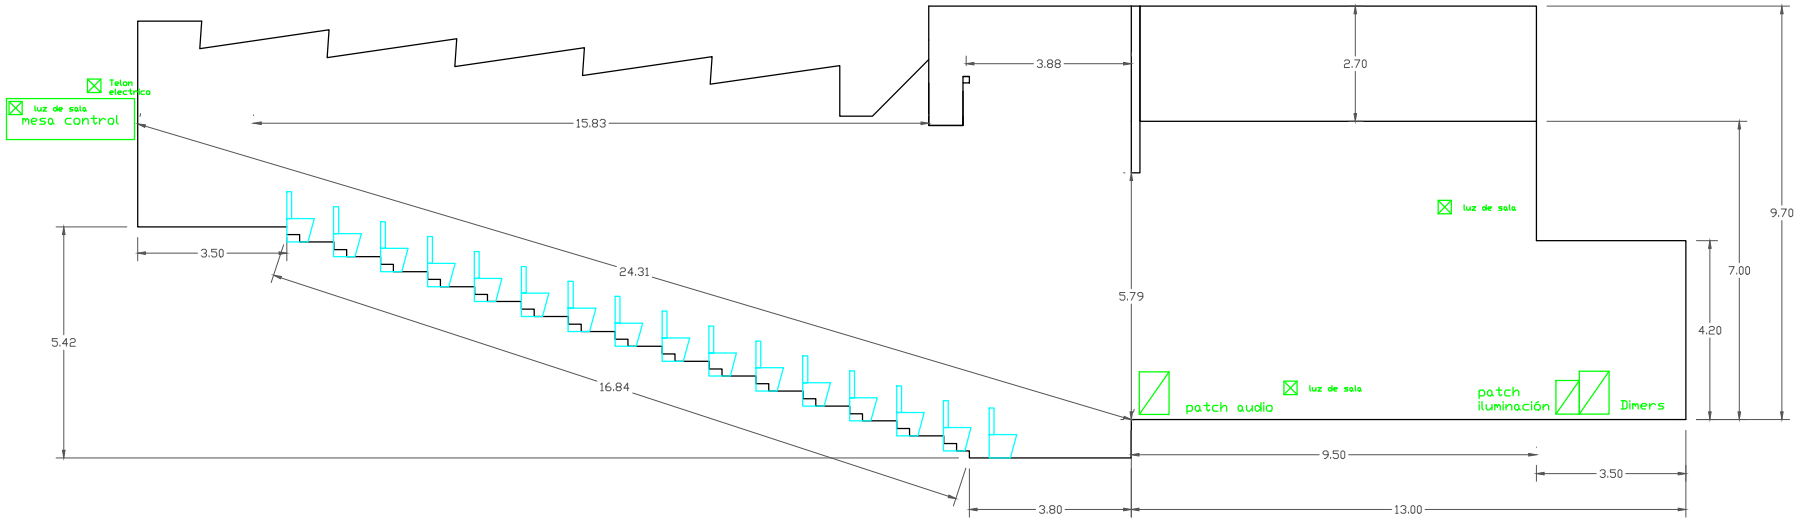 3.88
2.70
Telon
electrico
luz de sala
mesa control
15.83
luz de sala
9.70
3.50
24.31
7.00
5.79
4.20
5.42
16.84
luz de sala
patch audio
patch
iluminación
Dimers
9.50
3.50
3.80
13.00